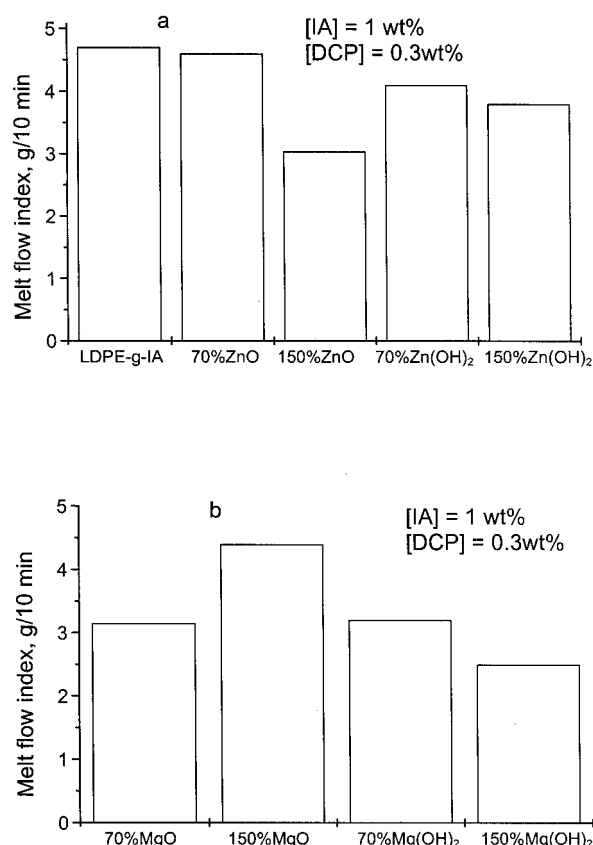 a
[IA] = 1 wt%
[DCP] = 0.3wt%
Melt flow index, g/10 min
5
4
3
2
1
0
LDPE-g-IA 70%ZnO 150%ZnO 70%Zn(OH)₂ 150%Zn(OH)₂
b
[IA] = 1 wt%
[DCP] = 0.3wt%
Melt flow index, g/10 min
5
4
3
2
1
0
70%MgO 150%MgO 70%Mg(OH)₂ 150%Mg(OH)₂